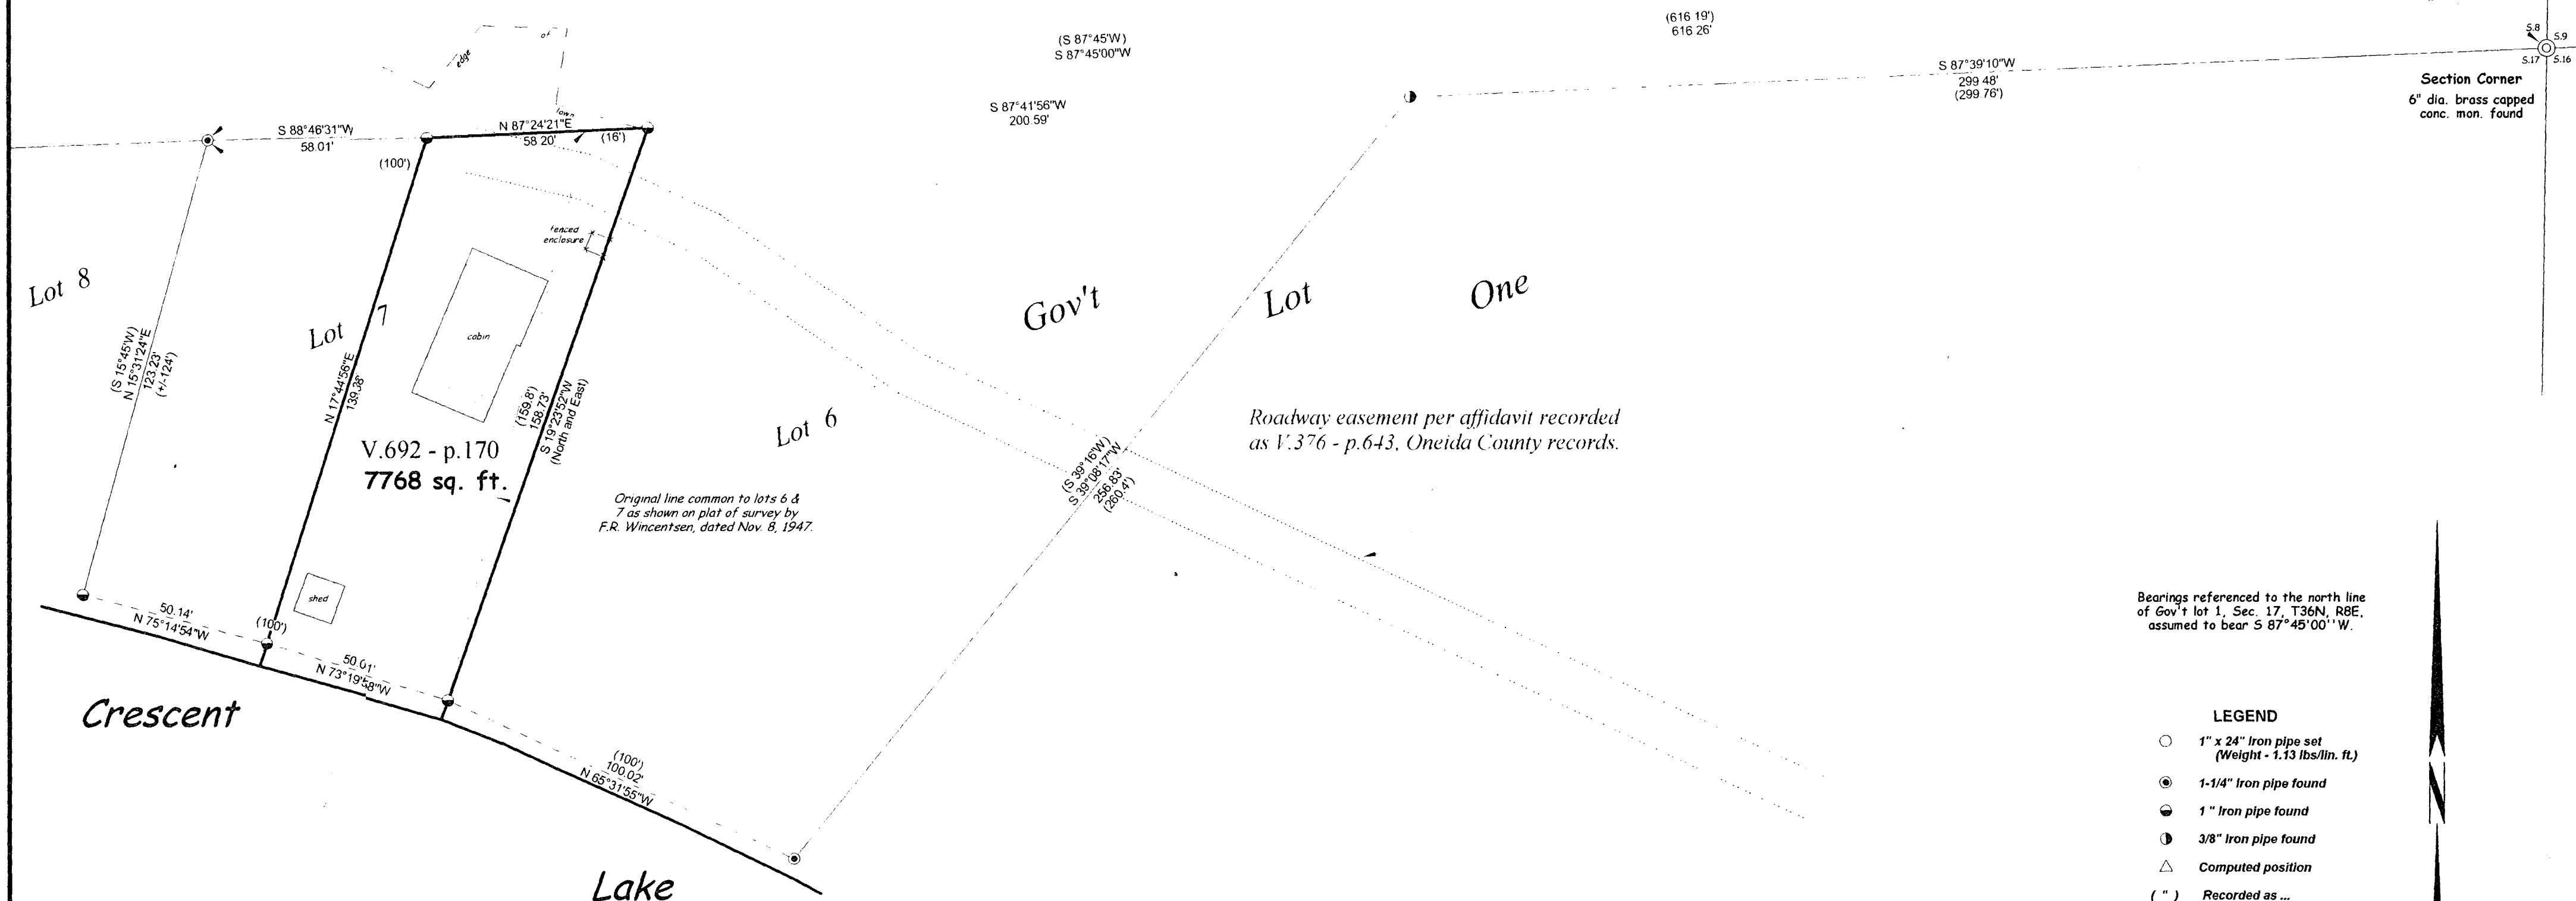 (616 19')
616 26'
(S 87°45'W)
S 87°45'00"W
S.8 S.9
S.17 S.16
Section Corner
6" dia. brass capped
conc. mon. found
S 87°39'10"W
299 48'
(299.76')
S 87°41'56"W
200.59'
edge
of
lawn
S 88°46'31"W
58.01'
N 87°24'21"E
58 20'
(16')
(100')
fenced
enclosure
Lot 8
Lot 7
cabin
Gov't Lot One
(S 15°45'W)
N 15°31'24"E
123.23'
(+/-124')
N 17°44'56"E
139.38'
(159.8')
158.73'
S 19°23'52"W
(North and East)
Lot 6
V.692 - p.170
7768 sq. ft.
Original line common to lots 6 &
7 as shown on plat of survey by
F.R. Wincentsen, dated Nov. 8, 1947.
(S 39°16'W)
S 39°08'17"W
256.83'
(260.4')
Roadway easement per affidavit recorded
as V.376 - p.643, Oneida County records.
shed
50.14'
N 75°14'54"W
(100')
50.01'
N 73°19'58"W
(100')
100.02'
N 65°31'55"W
Crescent
Lake
Bearings referenced to the north line
of Gov't lot 1, Sec. 17, T36N, R8E,
assumed to bear S 87°45'00''W.
N
LEGEND
1" x 24" Iron pipe set
(Weight - 1.13 lbs/lin. ft.)
1-1/4" Iron pipe found
1 " Iron pipe found
3/8" Iron pipe found
Computed position
( " ) Recorded as ...